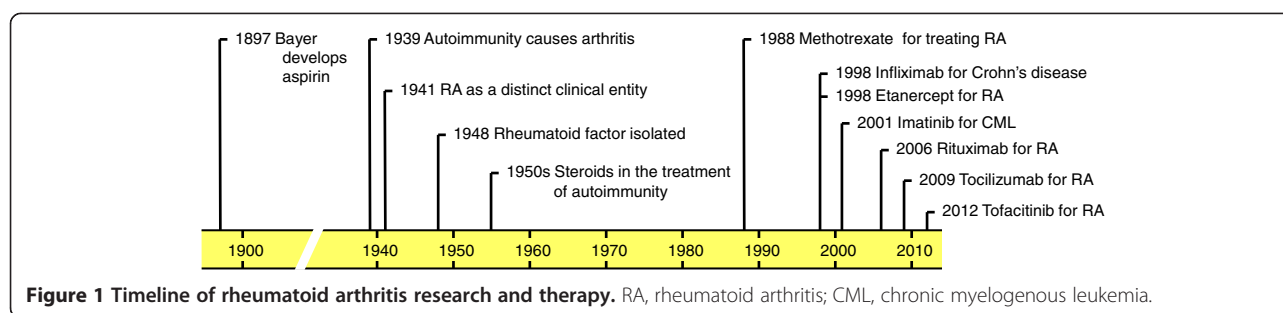 1897 Bayer
develops
aspirin
1939 Autoimmunity causes arthritis
1941 RA as a distinct clinical entity
1948 Rheumatoid factor isolated
1950s Steroids in the treatment
of autoimmunity
1988 Methotrexate for treating RA
1998 Infliximab for Crohn's disease
1998 Etanercept for RA
2001 Imatinib for CML
2006 Rituximab for RA
2009 Tocilizumab for RA
2012 Tofacitinib for RA
1900 1940 1950 1960 1970 1980 1990 2000 2010
Figure 1 Timeline of rheumatoid arthritis research and therapy. RA, rheumatoid arthritis; CML, chronic myelogenous leukemia.